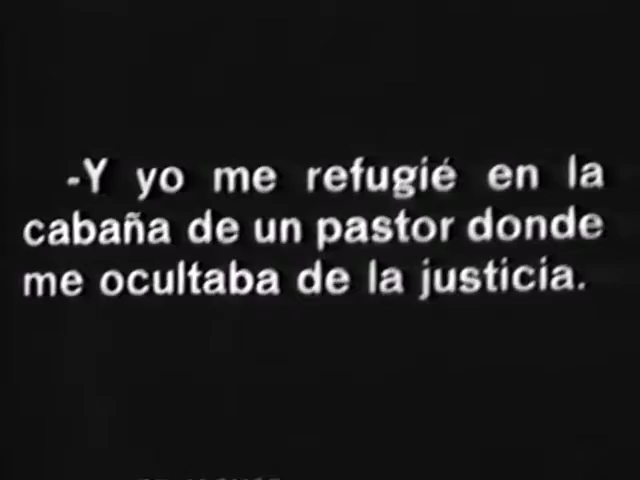 -Y yo me refugié en la
cabaña de un pastor donde
me ocultaba de la justicia.